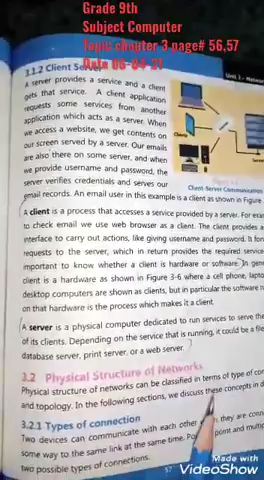 Grade 9th
Subject Computer
Topic chapter 3 page# 56,57
Date 06-04-21
3.1.2 Client Ser
Unit 3 - Networ
A server provides a service and a client
gets that service. A client application
requests some services from another
application which acts as a server. When
we access a website, we get contents on
our screen served by a server. Our emails
are also there on some server, and when
we provide username and password, the
server verifies credentials and serves our
email records. An email user in this example is a client as shown in Figure
Clients
Server
Client-Server Communication
A client is a process that accesses a service provided by a server. For exa
to check email we use web browser as a client. The client provides a
interface to carry out actions, like giving username and password. It
requests to the server, which in return provides the required service
important to know whether a client is hardware or software. In gene
client is a hardware as shown in Figure 3-6 where a cell phone, lapto
desktop computers are shown as clients, but in particular the software
on that hardware is the process which makes it a client
A server is a physical computer dedicated to run services to serve the
of its clients. Depending on the service that is running, it could be a file
database server, print server, or a web server.
3.2 Physical Structure of Networks
Physical structure of networks can be classified in terms of type of con
and topology. In the following sections, we discuss these concepts in d
3.2.1 Types of connection
Two devices can communicate with each other they are conn
some way to the same link at the same time. point and multip
two possible types of connections.
57
Made with
VideoShow